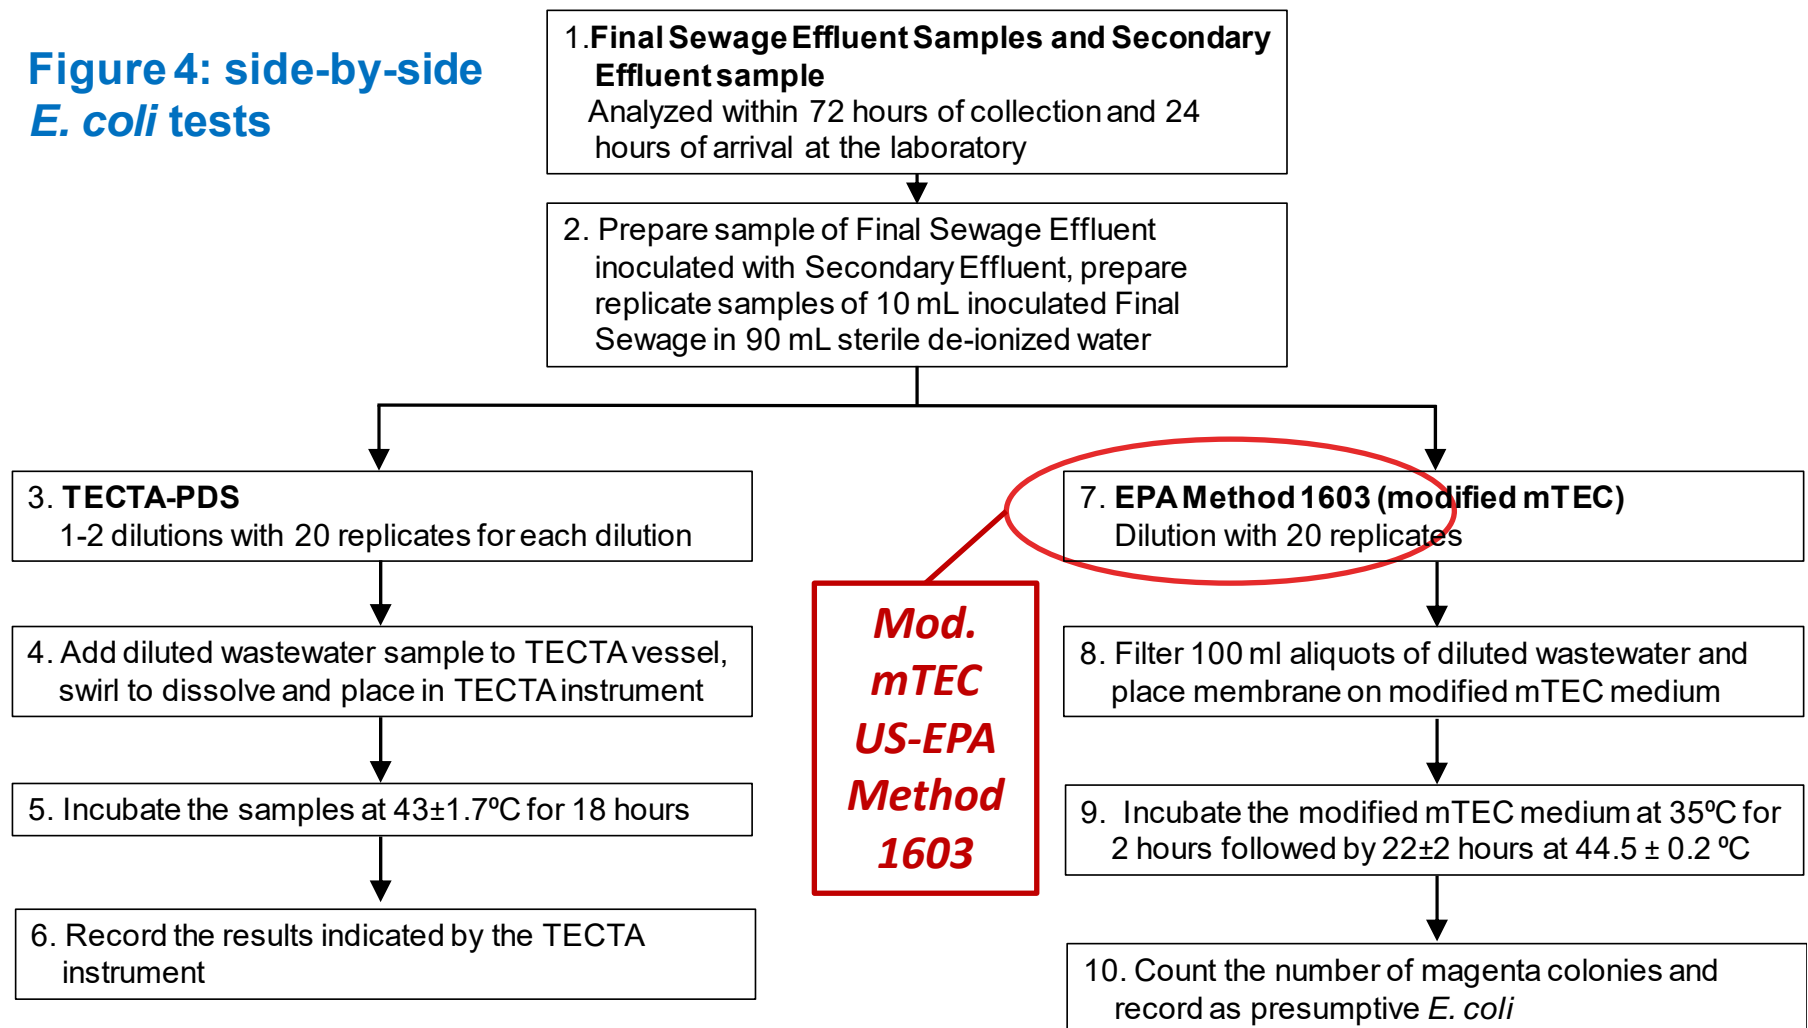 Figure 4: side-by-side
E. coli tests
1.Final Sewage Effluent Samples and Secondary
Effluent sample
Analyzed within 72 hours of collection and 24
hours of arrival at the laboratory
2. Prepare sample of Final Sewage Effluent
inoculated with Secondary Effluent, prepare
replicate samples of 10 mL inoculated Final
Sewage in 90 mL sterile de-ionized water
3. TECTA-PDS
1-2 dilutions with 20 replicates for each dilution
4. Add diluted wastewater sample to TECTA vessel,
swirl to dissolve and place in TECTA instrument
5. Incubate the samples at 43±1.7ºC for 18 hours
6. Record the results indicated by the TECTA
instrument
Mod.
mTEC
US-EPA
Method
1603
7. EPA Method 1603 (modified mTEC)
Dilution with 20 replicates
8. Filter 100 ml aliquots of diluted wastewater and
place membrane on modified mTEC medium
9. Incubate the modified mTEC medium at 35ºC for
2 hours followed by 22±2 hours at 44.5 ± 0.2 ºC
10. Count the number of magenta colonies and
record as presumptive E. coli